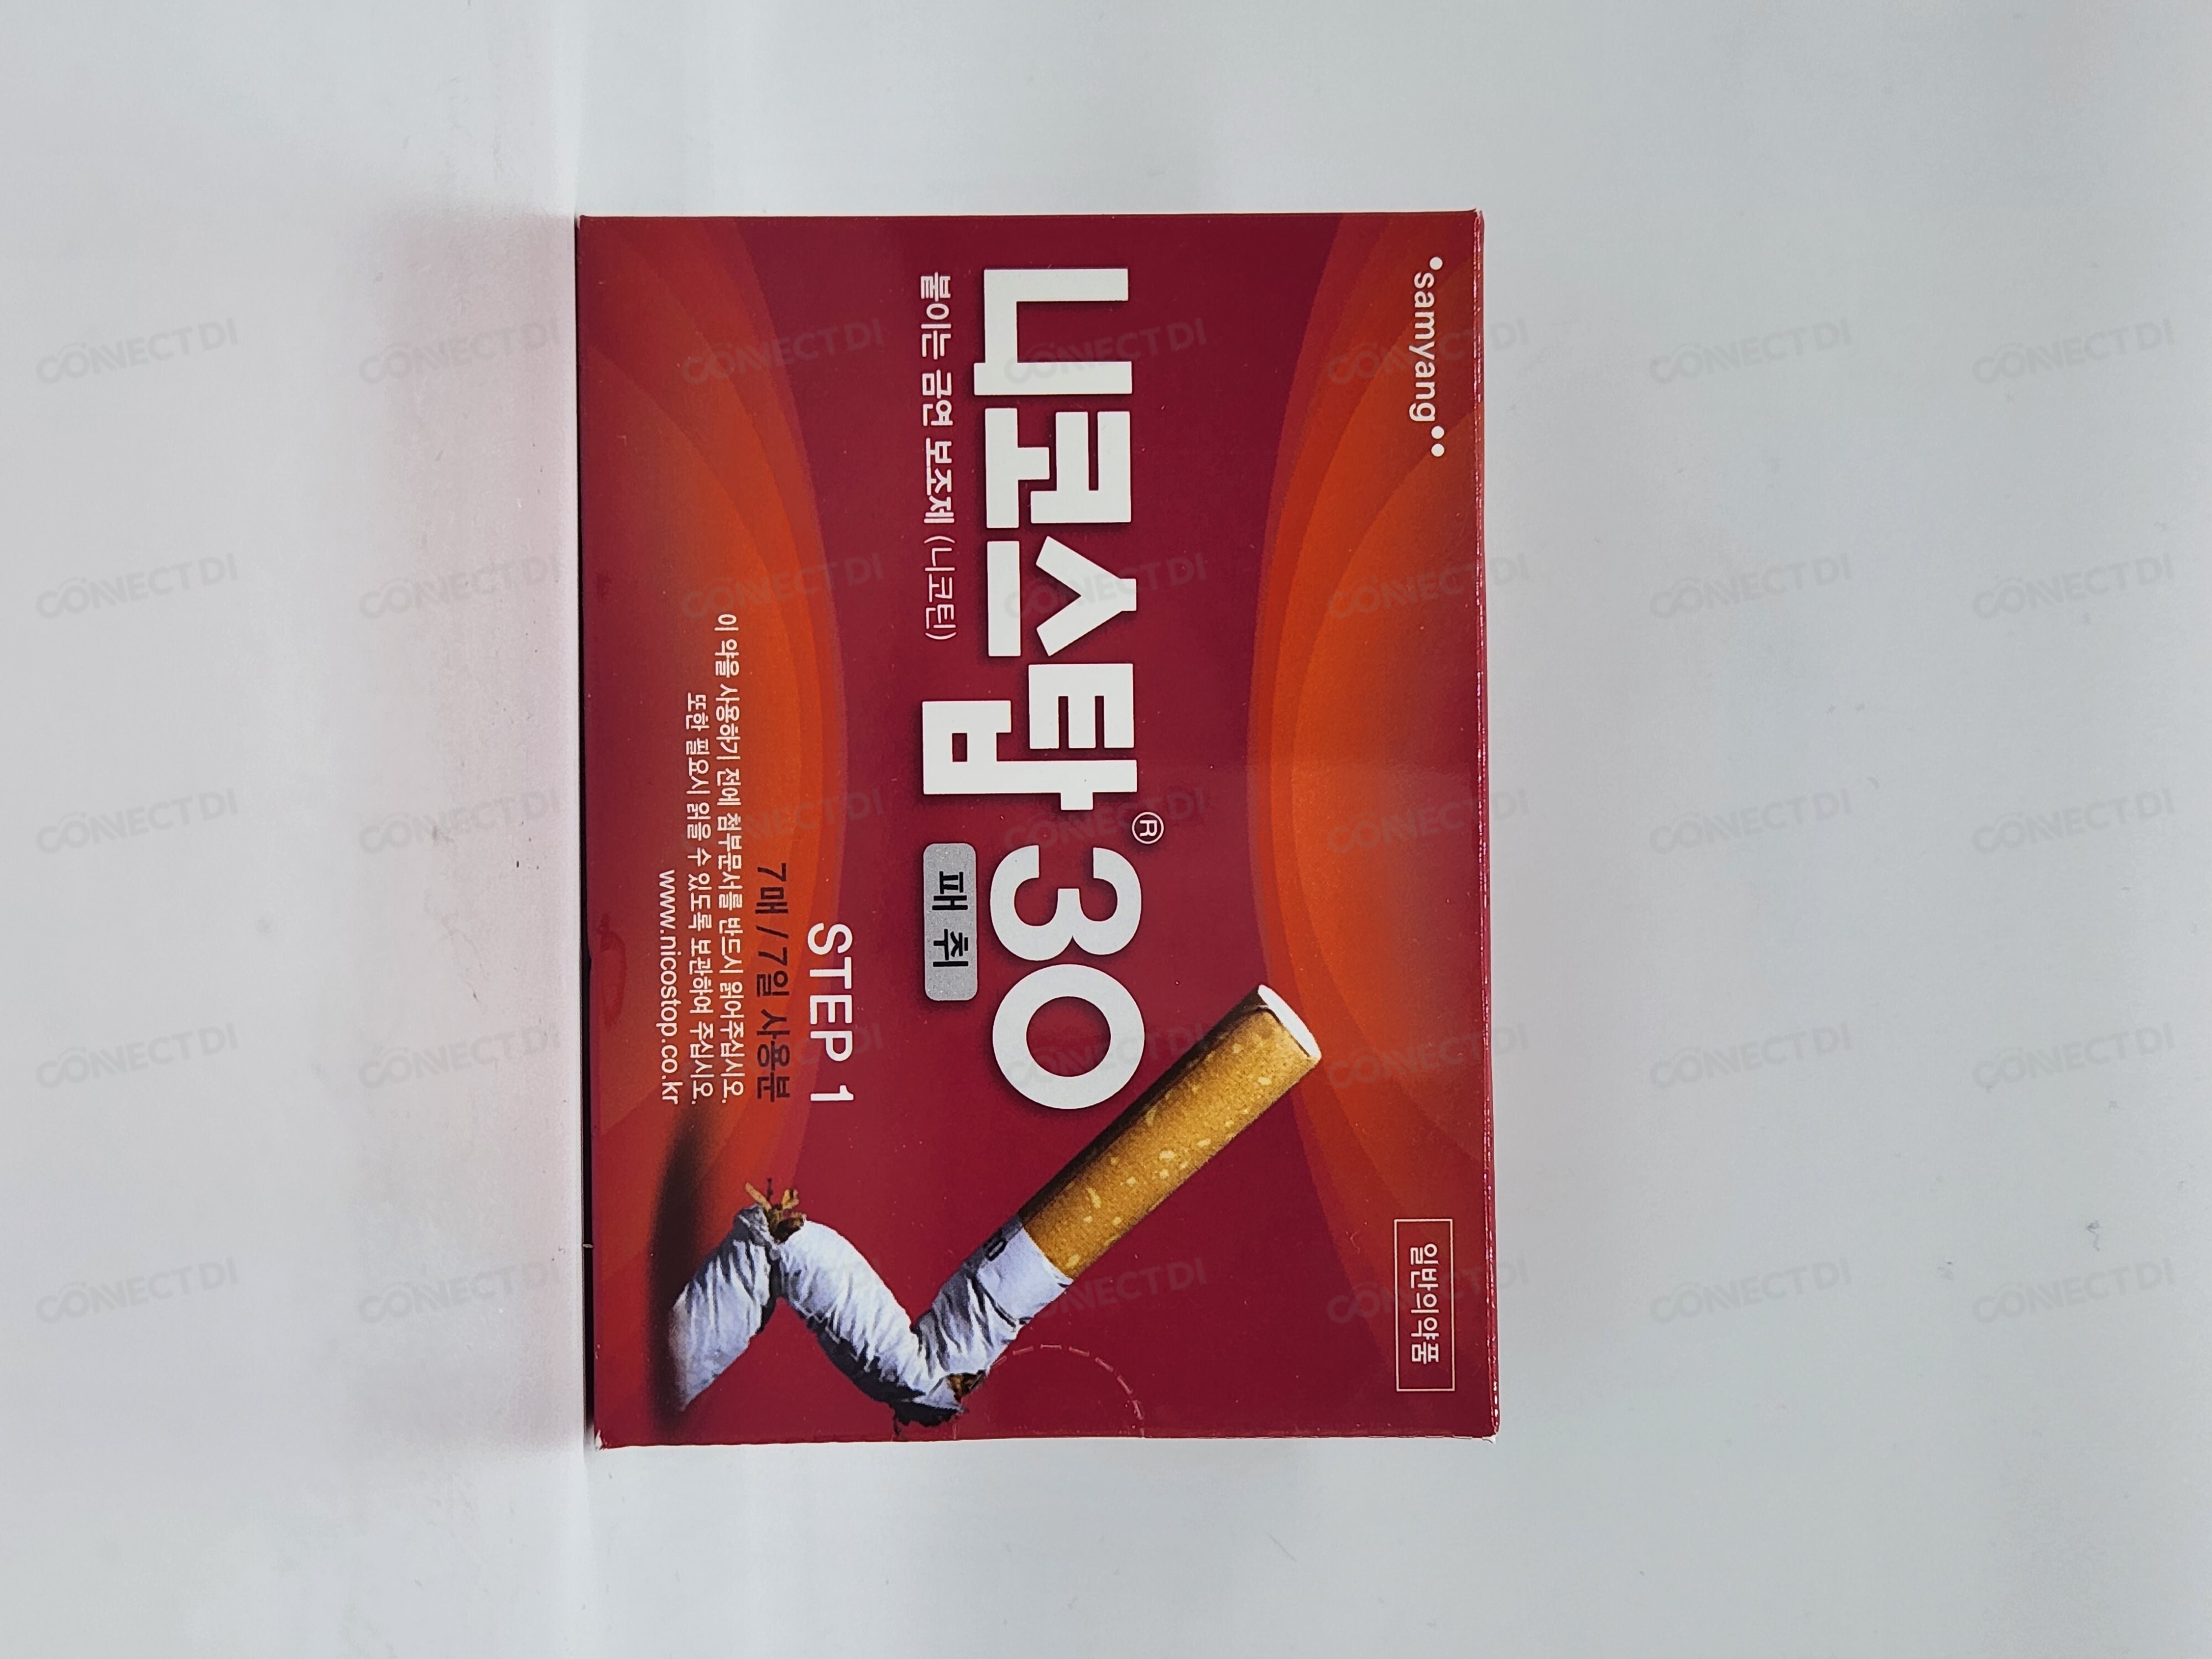 samyang
일반의약품
니코스탑®30
붙이는 금연 보조제 (니코틴)
패취
STEP 1
7매 / 7일 사용분
이 약을 사용하기 전에 첨부문서를 반드시 읽어주십시오.
또한 필요시 읽을 수 있도록 보관하여 주십시오.
www.nicostop.co.kr
CONNECT DI